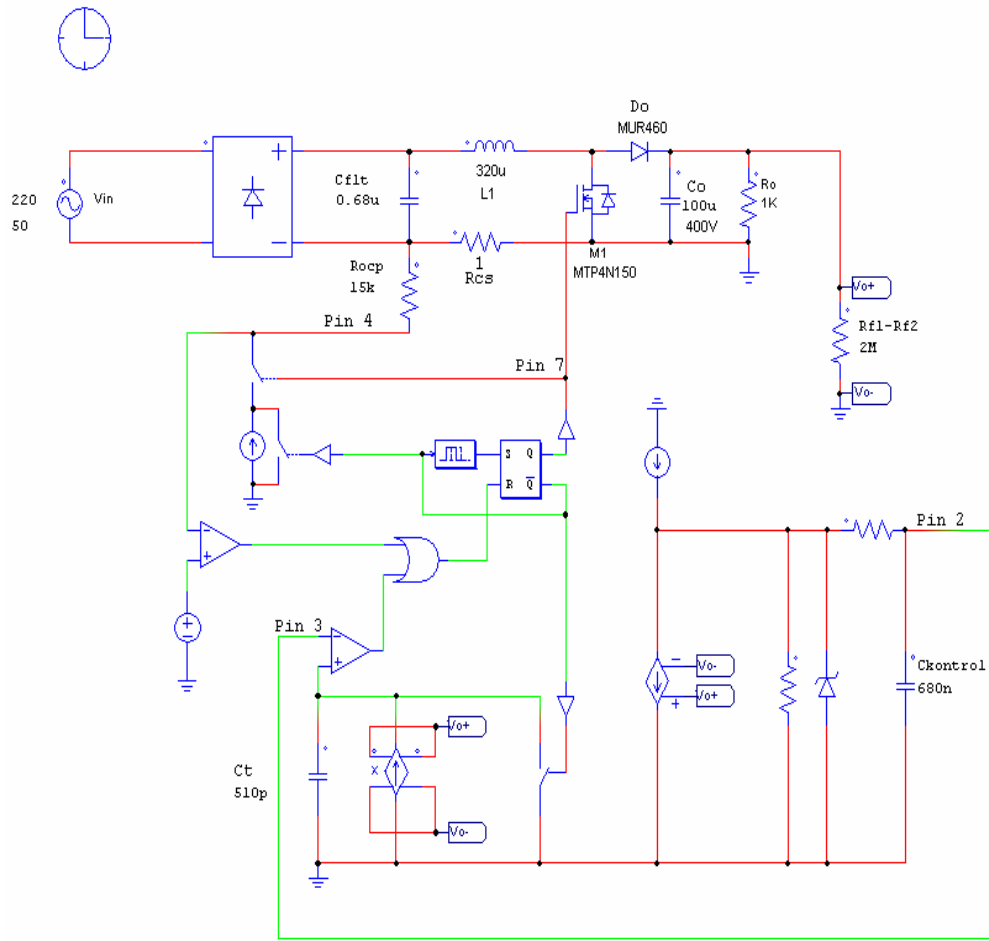 Do
MUR460
+
Cflt
0.68u
320u
L1
Co
100u
400V
Ro
1K
220
50
Vin
−
1
Rcs
M1
MTP4N150
Rocp
15k
Pin 4
Vo+
Rf1-Rf2
2M
Vo-
Pin 7
S Q
R Q
Pin 2
−
+
+
−
Pin 3
−
+
− Vo-
+ Vo+
Ckontrol
680n
Vo+
X
Ct
510p
Vo-